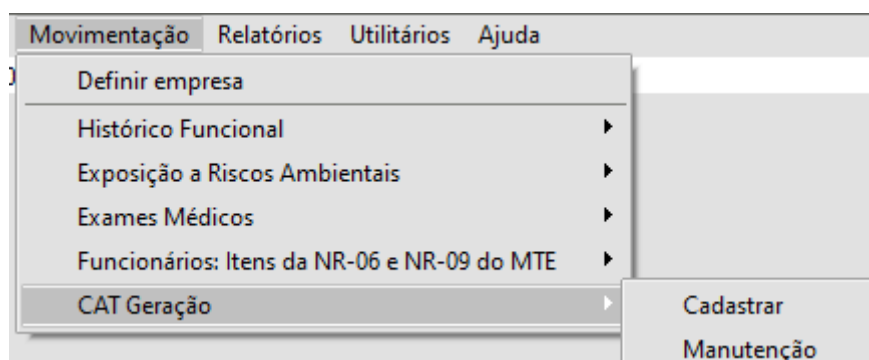 Movimentação Relatórios Utilitários Ajuda
Definir empresa
Histórico Funcional
Exposição a Riscos Ambientais
Exames Médicos
Funcionários: Itens da NR-06 e NR-09 do MTE
CAT Geração
Cadastrar
Manutenção